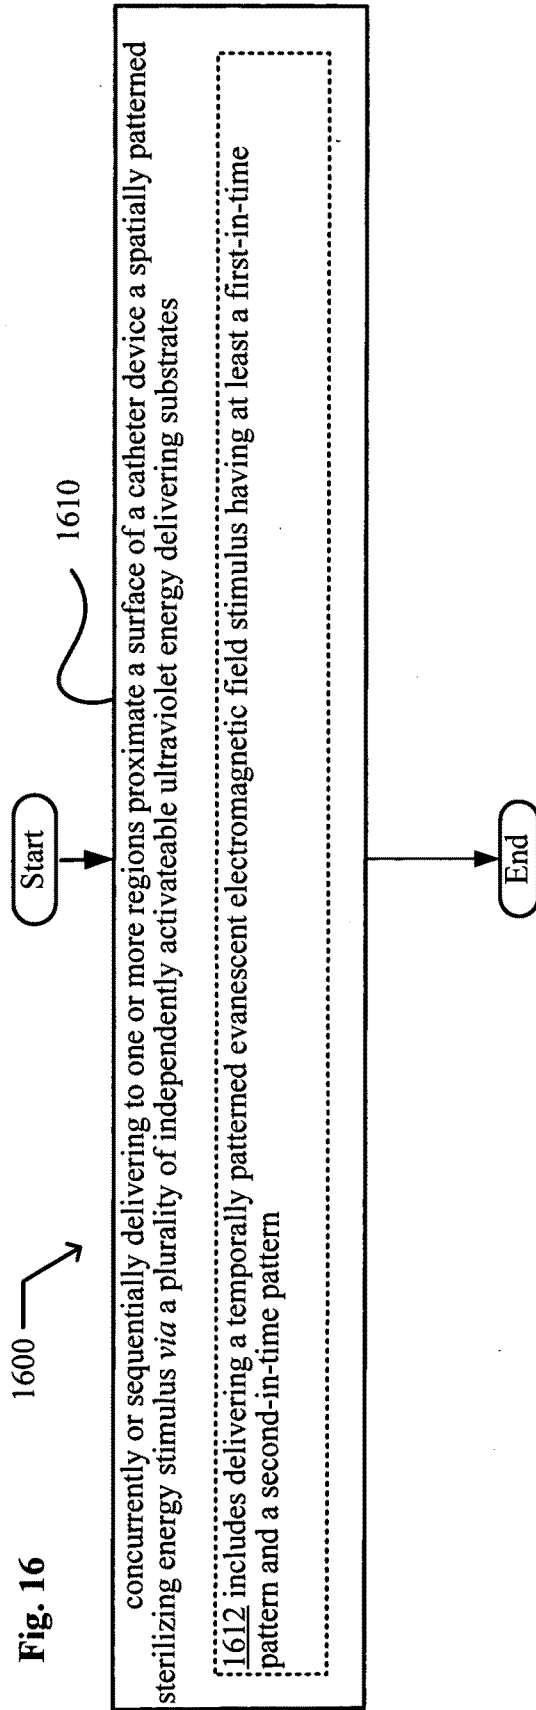 Fig. 16
1600
Start
1610
concurrently or sequentially delivering to one or more regions proximate a surface of a catheter device a spatially patterned
sterilizing energy stimulus via a plurality of independently activateable ultraviolet energy delivering substrates
1612 includes delivering a temporally patterned evanescent electromagnetic field stimulus having at least a first-in-time
pattern and a second-in-time pattern
End